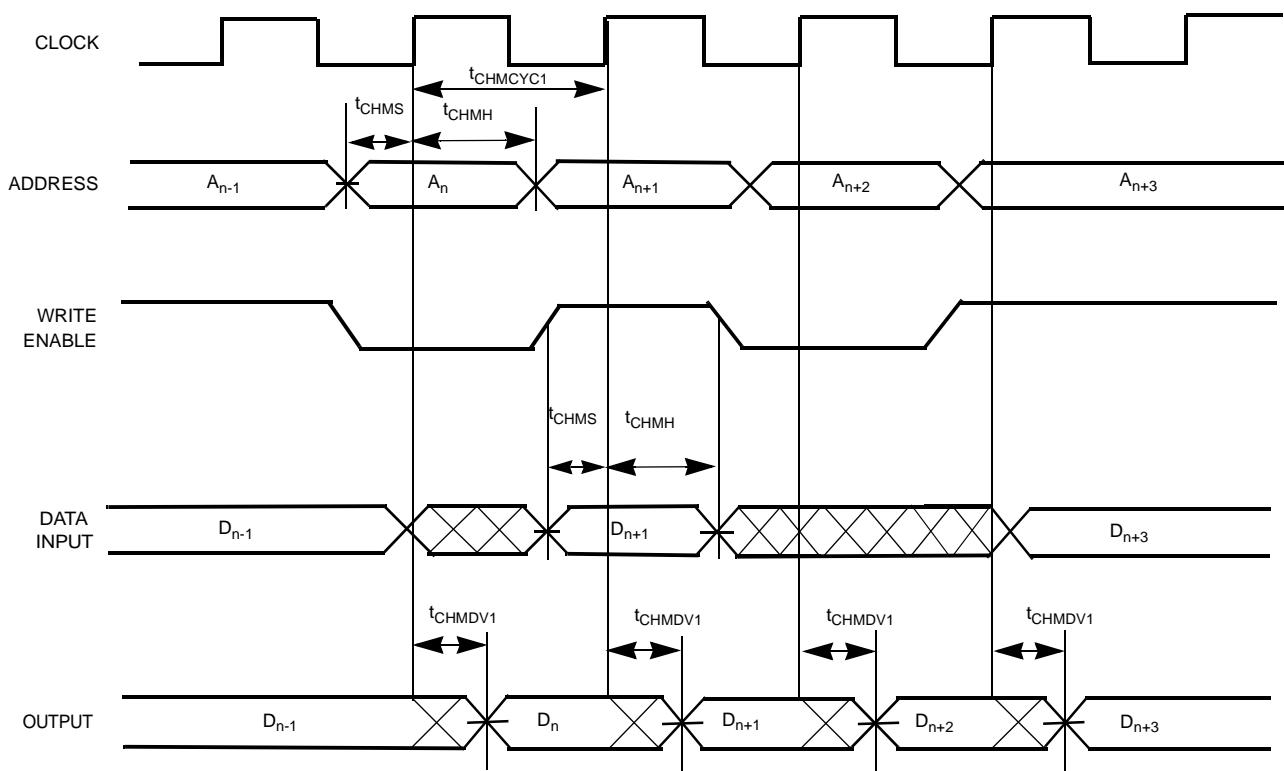 CLOCK
tCHMCYC1
tCHMS tCHMH
ADDRESS An-1 An An+1 An+2 An+3
WRITE
ENABLE
tCHMS tCHMH
DATA
INPUT
Dn-1 Dn+1 Dn+3
tCHMDV1 tCHMDV1 tCHMDV1 tCHMDV1
OUTPUT Dn-1 Dn Dn+1 Dn+2 Dn+3